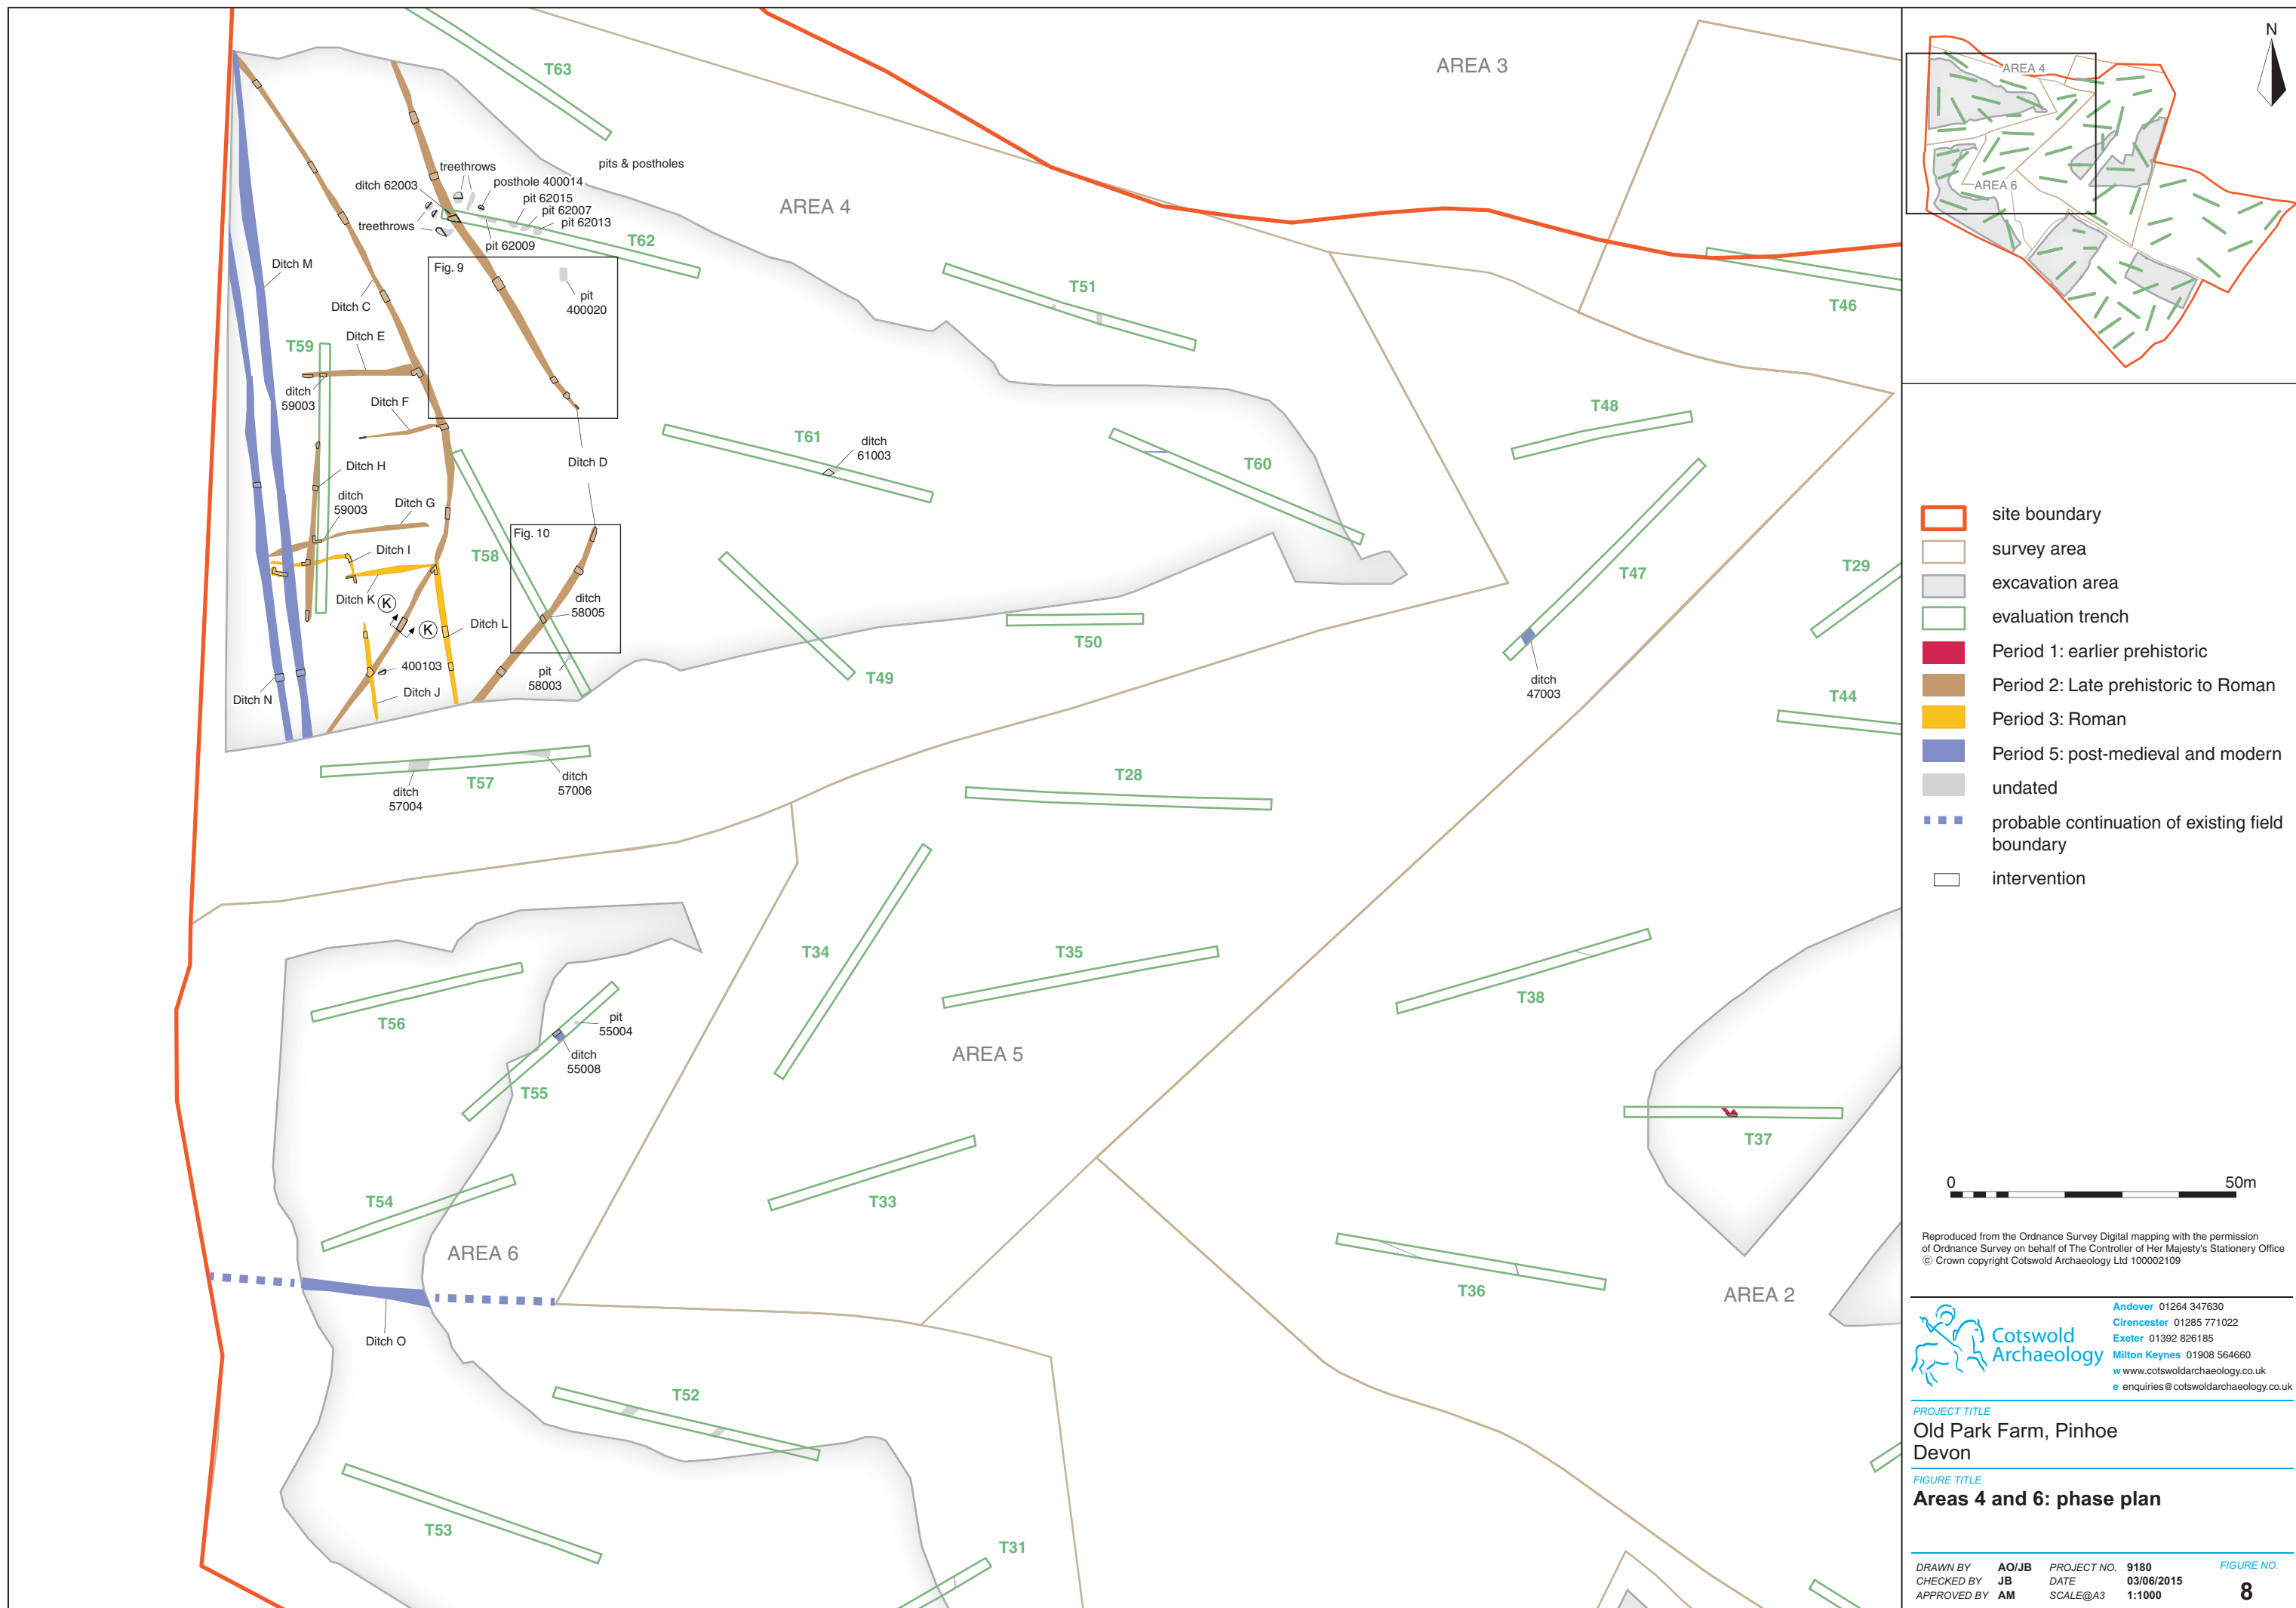 T63
AREA 3
treethrows
pits & postholes
ditch 62003
posthole 400014
pit 62015
pit 62007
pit 62013
treethrows
pit 62009
T62
AREA 4
Ditch M
Fig. 9
pit
400020
T51
T46
Ditch C
Ditch E
T59
ditch
59003
Ditch F
T48
T61
ditch
61003
Ditch D
T60
Ditch H
ditch
59003
Ditch G
Fig. 10
Ditch I
T58
T47
T29
Ditch K
K
K
Ditch L
ditch
58005
T50
400103
pit
58003
T49
ditch
47003
Ditch N
Ditch J
T44
T57
ditch
57004
ditch
57006
T28
T34
T35
T38
T56
pit
55004
ditch
55008
AREA 5
T55
T37
T54
T33
AREA 6
T36
AREA 2
Ditch O
T52
T53
T31
N
AREA 4
AREA 6
site boundary
survey area
excavation area
evaluation trench
Period 1: earlier prehistoric
Period 2: Late prehistoric to Roman
Period 3: Roman
Period 5: post-medieval and modern
undated
probable continuation of existing field
boundary
intervention
0 50m
Reproduced from the Ordnance Survey Digital mapping with the permission
of Ordnance Survey on behalf of The Controller of Her Majesty's Stationery Office
© Crown copyright Cotswold Archaeology Ltd 100002109
Cotswold
Archaeology
Andover 01264 347630
Cirencester 01285 771022
Exeter 01392 826185
Milton Keynes 01908 564660
w www.cotswoldarchaeology.co.uk
e enquiries@cotswoldarchaeology.co.uk
PROJECT TITLE
Old Park Farm, Pinhoe
Devon
FIGURE TITLE
Areas 4 and 6: phase plan
DRAWN BY AO/JB PROJECT NO. 9180
CHECKED BY JB DATE 03/06/2015
APPROVED BY AM SCALE@A3 1:1000
FIGURE NO.
8